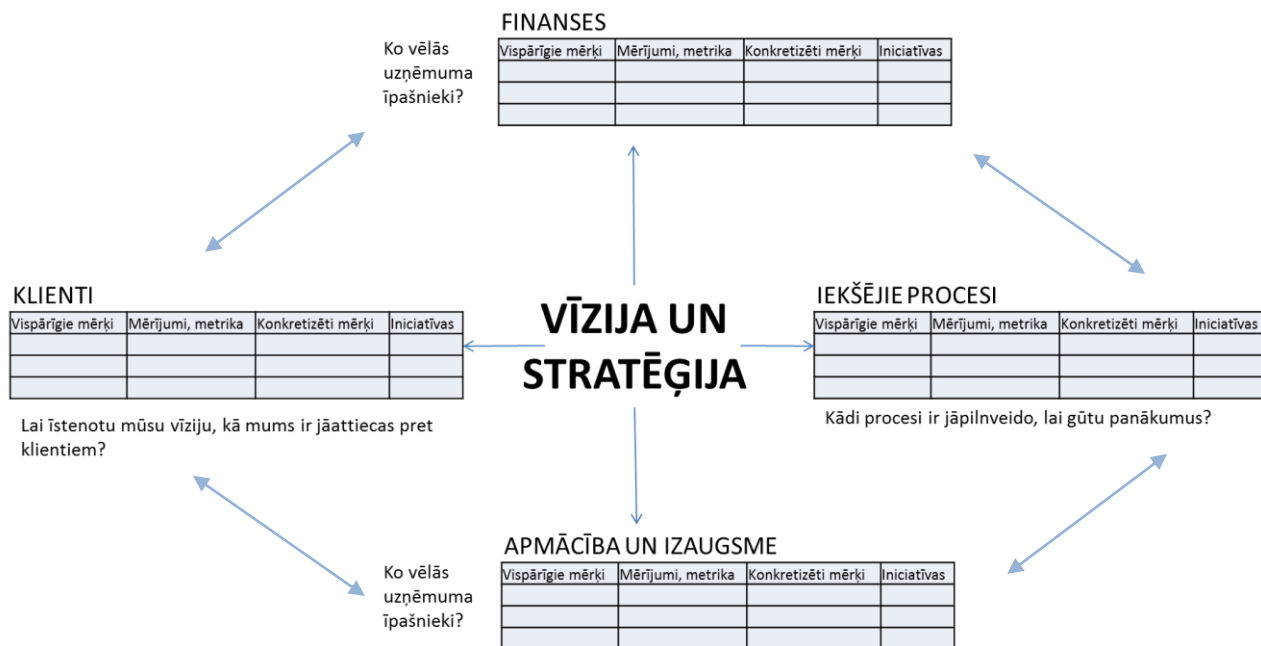 FINANSES
Ko vēlās
uzņēmuma
īpašnieki?
Vispārīgie mērķi Mērījumi, metrika Konkretizēti mērķi Iniciatīvas
KLIENTI
Vispārīgie mērķi Mērījumi, metrika Konkretizēti mērķi Iniciatīvas
Lai īstenotu mūsu vīziju, kā mums ir jāattiecas pret
klientiem?
VĪZIJA UN
STRATĒĢIJA
IEKŠĒJIE PROCESI
Vispārīgie mērķi Mērījumi, metrika Konkretizēti mērķi Iniciatīvas
Kādi procesi ir jāpilnveido, lai gūtu panākumus?
APMĀCĪBA UN IZAUGSME
Ko vēlās
uzņēmuma
īpašnieki?
Vispārīgie mērķi Mērījumi, metrika Konkretizēti mērķi Iniciatīvas